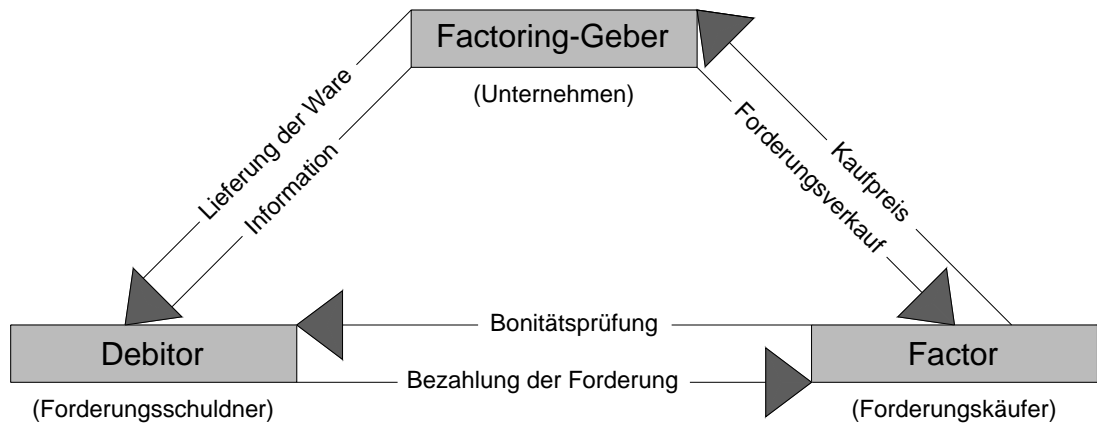 Factoring-Geber
(Unternehmen)
Lieferung der Ware
Information
Forderungsverkauf
Kaufpreis
Bonitätsprüfung
Debitor
Factor
Bezahlung der Forderung
(Forderungsschuldner)
(Forderungskäufer)